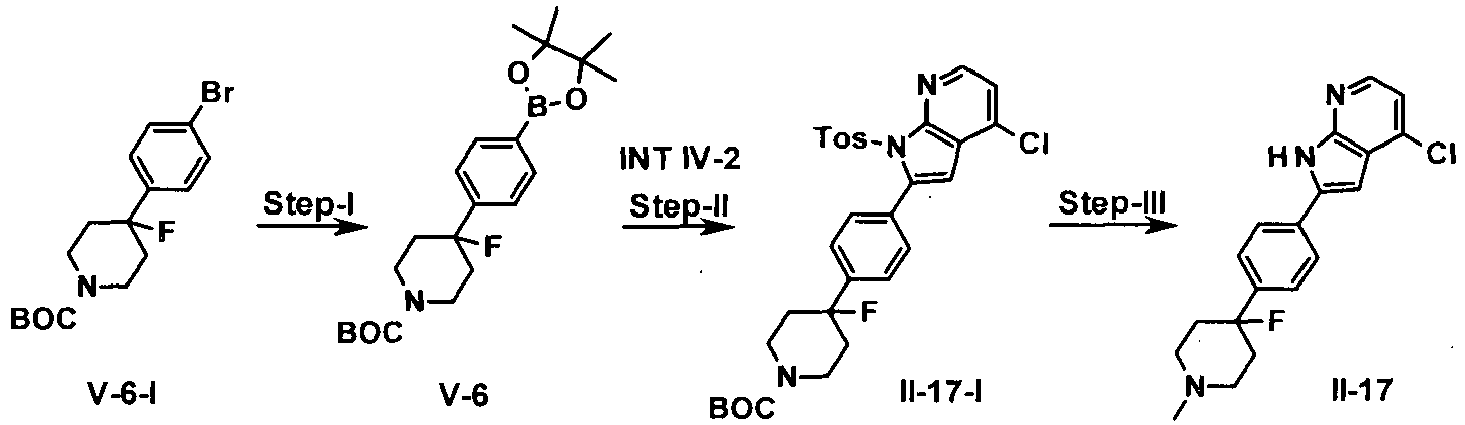 Br
F
N
BOC
V-6-I
Step-I
O
B
O
F
N
BOC
V-6
INT IV-2
Step-II
N
Tos
N
Cl
F
N
BOC
II-17-I
Step-III
N
HN
Cl
F
N
II-17